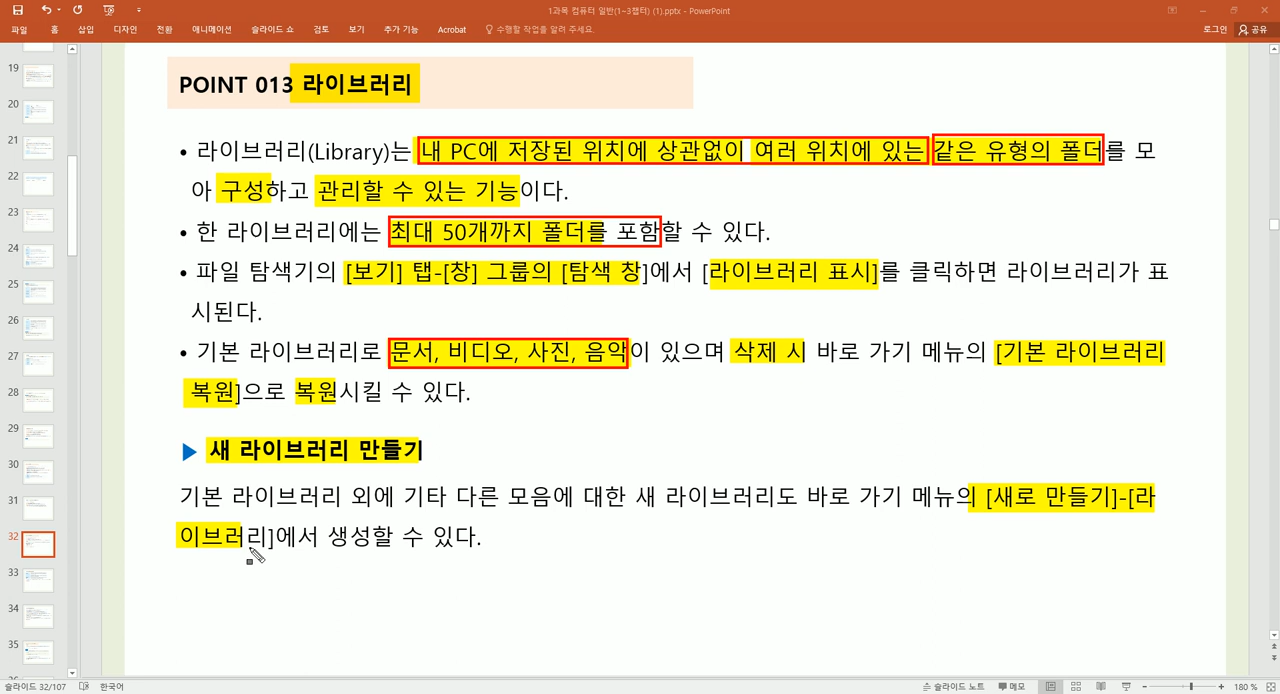 1과목 컴퓨터 일반(1~3챕터) (1).pptx - PowerPoint
파일 홈 삽입 디자인 전환 애니메이션 슬라이드 쇼 검토 보기 추가 기능 Acrobat 수행할 작업을 알려 주세요. 로그인 공유
19
20
21
22
23
24
25
26
27
28
29
30
31
32
33
34
35
POINT 013 라이브러리
• 라이브러리(Library)는 내 PC에 저장된 위치에 상관없이 여러 위치에 있는 같은 유형의 폴더를 모
아 구성하고 관리할 수 있는 기능이다.
• 한 라이브러리에는 최대 50개까지 폴더를 포함할 수 있다.
• 파일 탐색기의 [보기] 탭-[창] 그룹의 [탐색 창]에서 [라이브러리 표시]를 클릭하면 라이브러리가 표
시된다.
• 기본 라이브러리로 문서, 비디오, 사진, 음악이 있으며 삭제 시 바로 가기 메뉴의 [기본 라이브러리
복원]으로 복원시킬 수 있다.
▶ 새 라이브러리 만들기
기본 라이브러리 외에 기타 다른 모음에 대한 새 라이브러리도 바로 가기 메뉴의 [새로 만들기]-[라
이브러리]에서 생성할 수 있다.
슬라이드 32/107 한국어 슬라이드 노트 메모 180 %